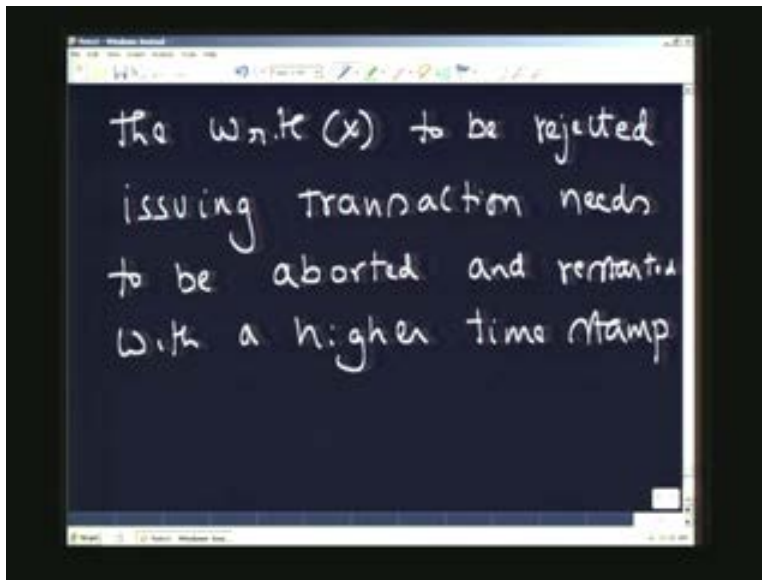 the write (x) to be rejected
issuing transaction needs
to be aborted and restarted
with a higher time stamp